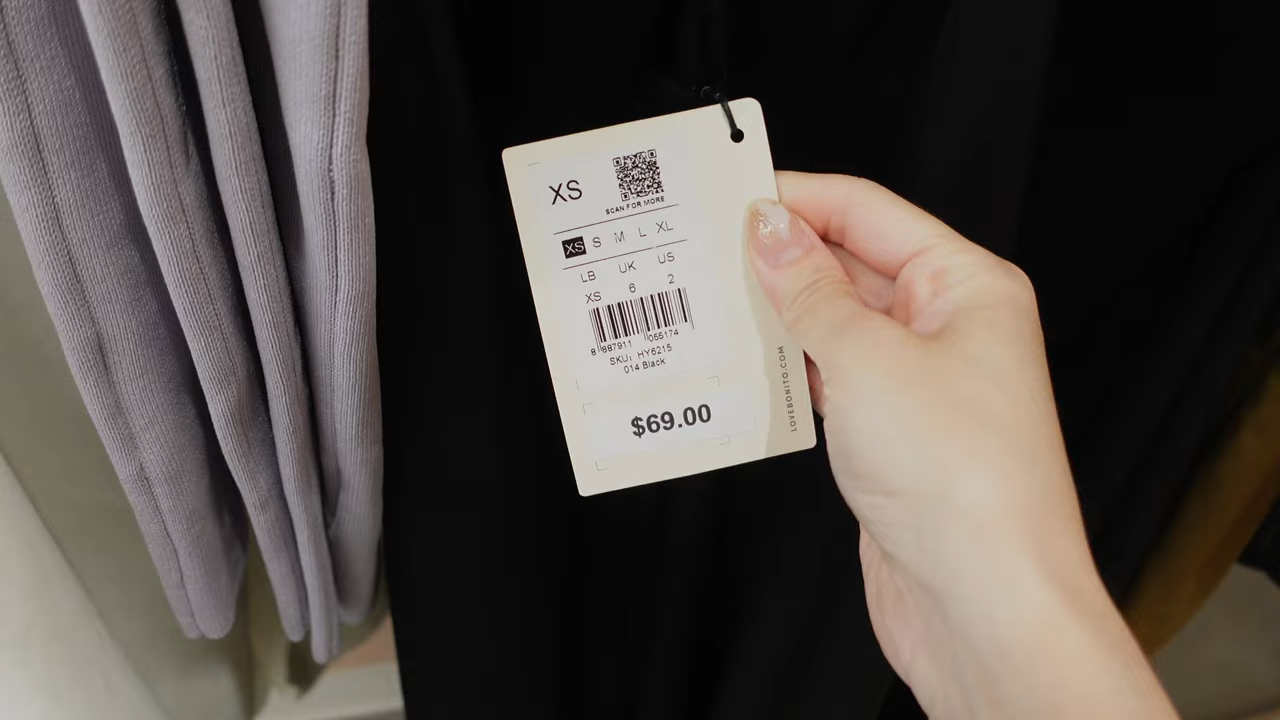 XS
SCAN FOR MORE
XS S M L XL
LB UK US
XS 6 2
8 887911 055174
SKU: HY6215
014 Black
$69.00
LOVEBONITO.COM